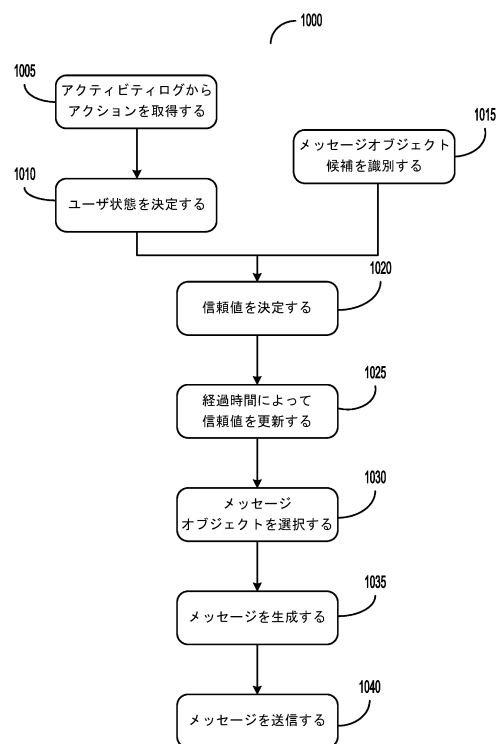 1000
1005
アクティビティログから
アクションを取得する
1015
メッセージオブジェクト
候補を識別する
1010
ユーザ状態を決定する
1020
信頼値を決定する
1025
経過時間によって
信頼値を更新する
1030
メッセージ
オブジェクトを選択する
1035
メッセージを生成する
1040
メッセージを送信する